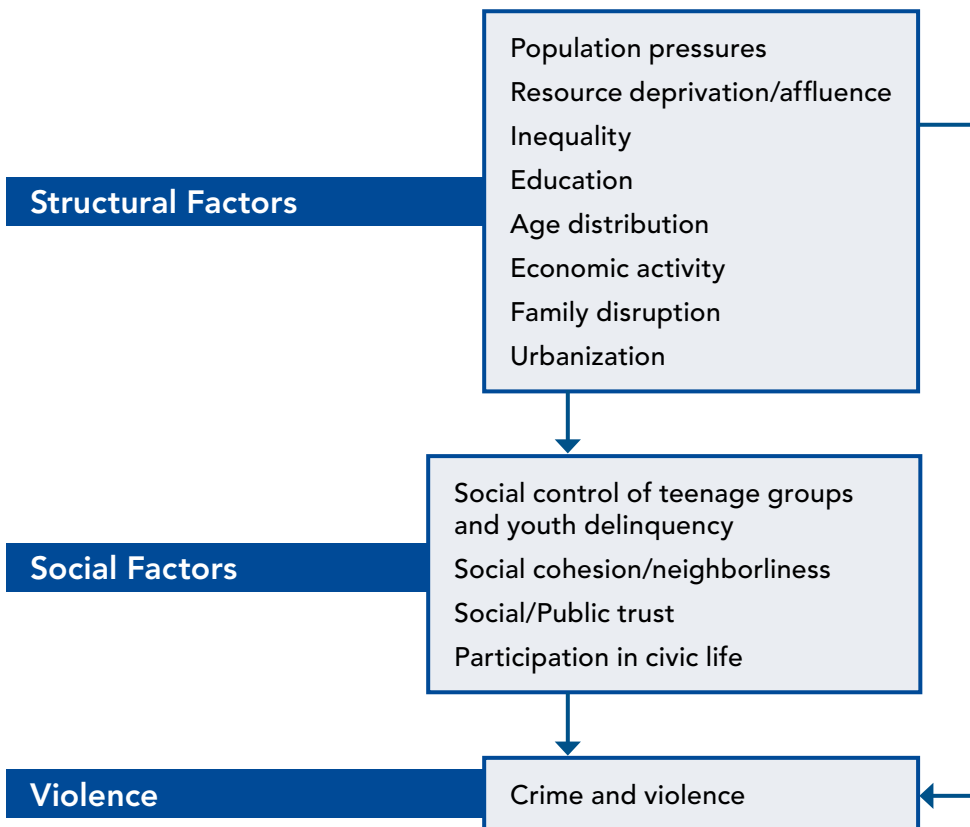 Structural Factors
Population pressures
Resource deprivation/affluence
Inequality
Education
Age distribution
Economic activity
Family disruption
Urbanization
Social Factors
Social control of teenage groups
and youth delinquency
Social cohesion/neighborliness
Social/Public trust
Participation in civic life
Violence
Crime and violence